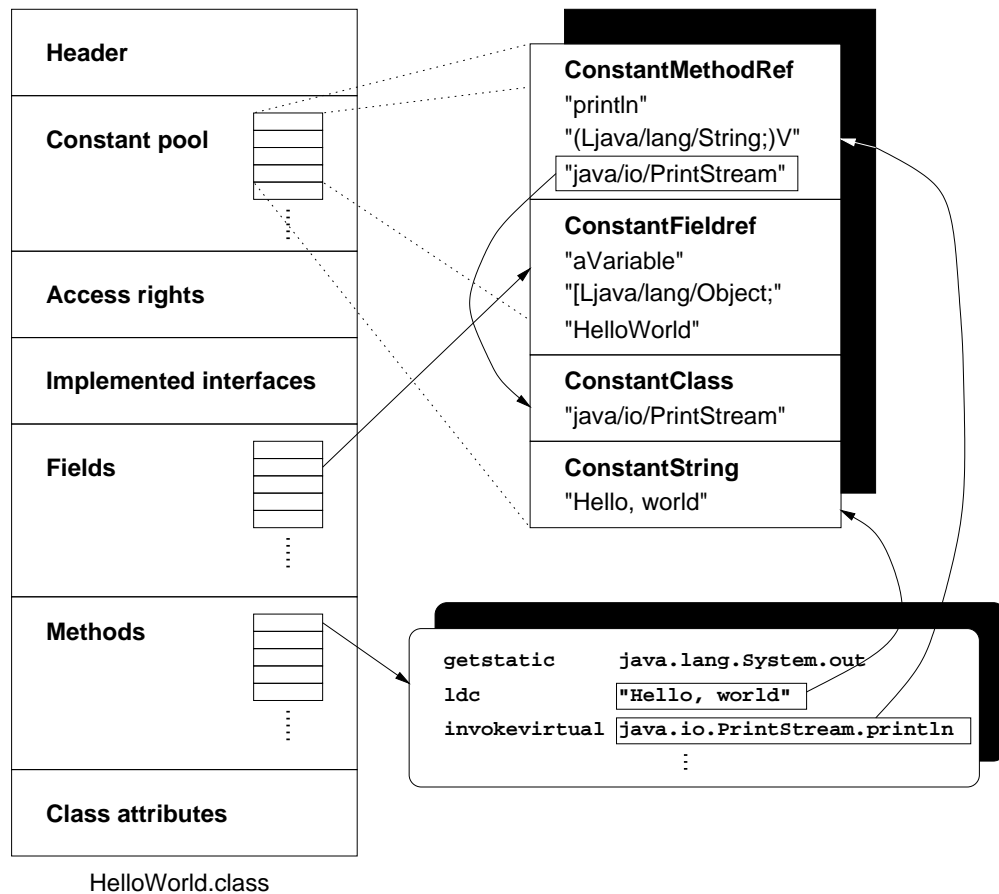 Header
Constant pool
Access rights
Implemented interfaces
Fields
Methods
Class attributes
HelloWorld.class
ConstantMethodRef
"println"
"(Ljava/lang/String;)V"
"java/io/PrintStream"
ConstantFieldref
"aVariable"
"[Ljava/lang/Object;"
"HelloWorld"
ConstantClass
"java/io/PrintStream"
ConstantString
"Hello, world"
getstatic java.lang.System.out
ldc "Hello, world"
invokevirtual java.io.PrintStream.println